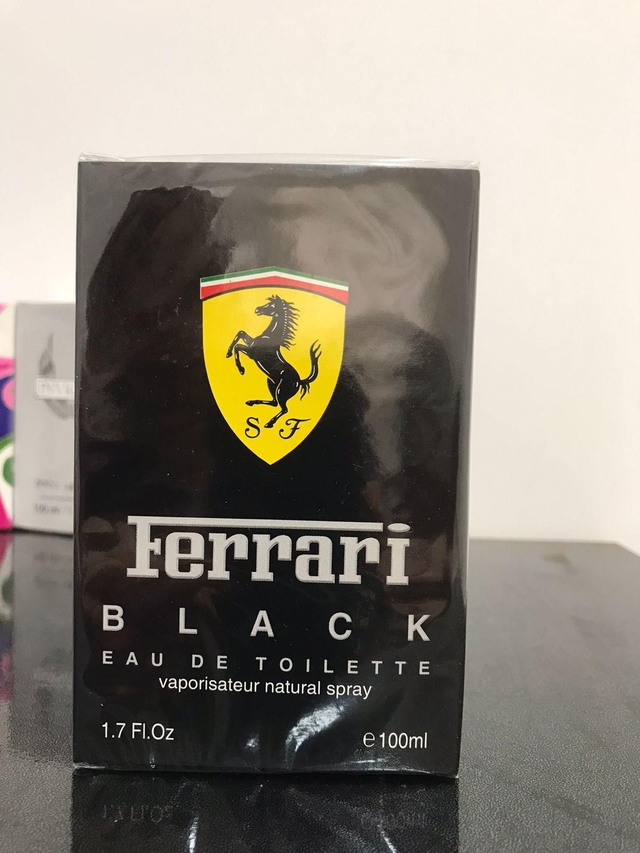 S F
Ferrari
BLACK
EAU DE TOILETTE
vaporisateur natural spray
1.7 Fl.Oz
e 100ml